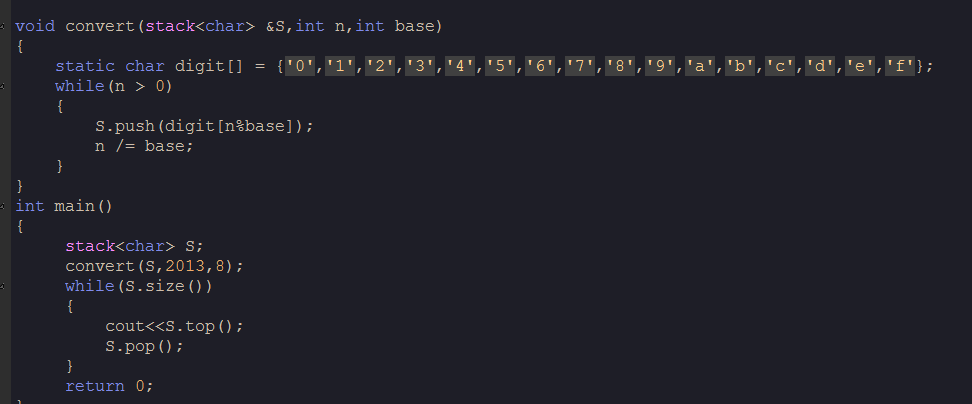 void convert(stack<char> &S,int n,int base)
{
    static char digit[] = {'0','1','2','3','4','5','6','7','8','9','a','b','c','d','e','f'};
    while(n > 0)
    {
        S.push(digit[n%base]);
        n /= base;
    }
}
int main()
{
     stack<char> S;
     convert(S,2013,8);
     while(S.size())
     {
         cout<<S.top();
         S.pop();
     }
     return 0;
}